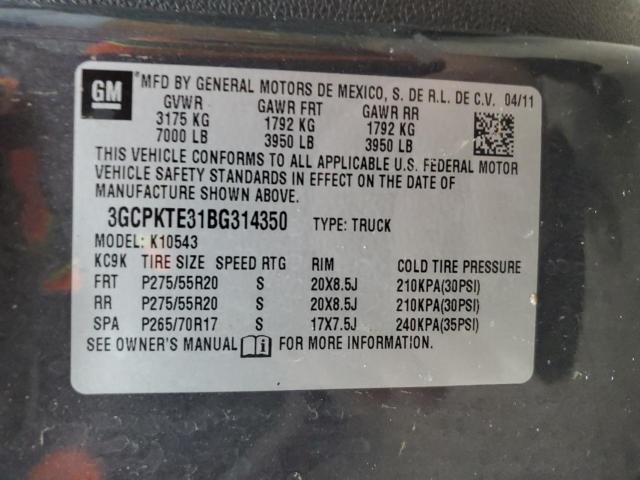 GM *MFD BY GENERAL MOTORS DE MEXICO, S. DE R.L. DE C.V. 04/11
GVWR GAWR FRT GAWR RR
3175 KG 1792 KG 1792 KG
7000 LB 3950 LB 3950 LB
THIS VEHICLE CONFORMS TO ALL APPLICABLE U.S. FEDERAL MOTOR
VEHICLE SAFETY STANDARDS IN EFFECT ON THE DATE OF
MANUFACTURE SHOWN ABOVE.
3GCPKTE31BG314350 TYPE: TRUCK
MODEL: K10543
KC9K TIRE SIZE SPEED RTG RIM COLD TIRE PRESSURE
FRT P275/55R20 S 20X8.5J 210KPA(30PSI)
RR P275/55R20 S 20X8.5J 210KPA(30PSI)
SPA P265/70R17 S 17X7.5J 240KPA(35PSI)
SEE OWNER'S MANUAL FOR MORE INFORMATION.